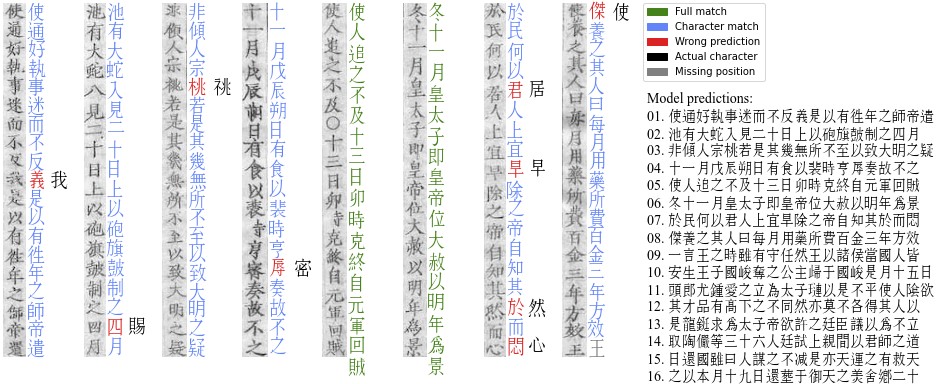 使通好執事迷而不反義是以有徃年之師帝遣
我
池有大蛇入見二十日上以砲旗鼓制之四月
賜
非傾人宗桃若是其幾無所不至以致大明之疑
祧
十一月戊辰朔日有食以裴時亨辱奏故不之
密
使人追之不及十三日卯時克終自元軍回賊
冬十一月皇太子即皇帝位大赦以明年爲景
於民何以君人上宜早除之帝自知其於而悶
居
早
然
心
傑養之其人曰每月用藥所費百金三年方效王
使
Full match
Character match
Wrong prediction
Actual character
Missing position
Model predictions:
01. 使通好執事迷而不反義是以有徃年之師帝遣
02. 池有大蛇入見二十日上以砲旗鼓制之四月
03. 非傾人宗桃若是其幾無所不至以致大明之疑
04. 十一月戊辰朔日有食以裴時亨辱奏故不之
05. 使人追之不及十三日卯時克終自元軍回賊
06. 冬十一月皇太子即皇帝位大赦以明年爲景
07. 於民何以君人上宜早除之帝自知其於而悶
08. 傑養之其人曰每月用藥所費百金三年方效
09. 一言王之時雖有守任然王以諸侯當國人皆
10. 安生王子國峻奪之公主歸于國峻是月十五日
11. 頭即尤鍾愛之立為太子璉以是不平使人陰欲
12. 其才品有高下之不同然亦莫不各得其人以
13. 是龍鋋求爲太子帝欲許之廷臣議以爲不立
14. 取陶儼等三十六人廷試上親間以君師之道
15. 日還國雖曰人謀之不减是亦天運之有救天
16. 之以本月十九日還塟于御天之羙舍鄉二十